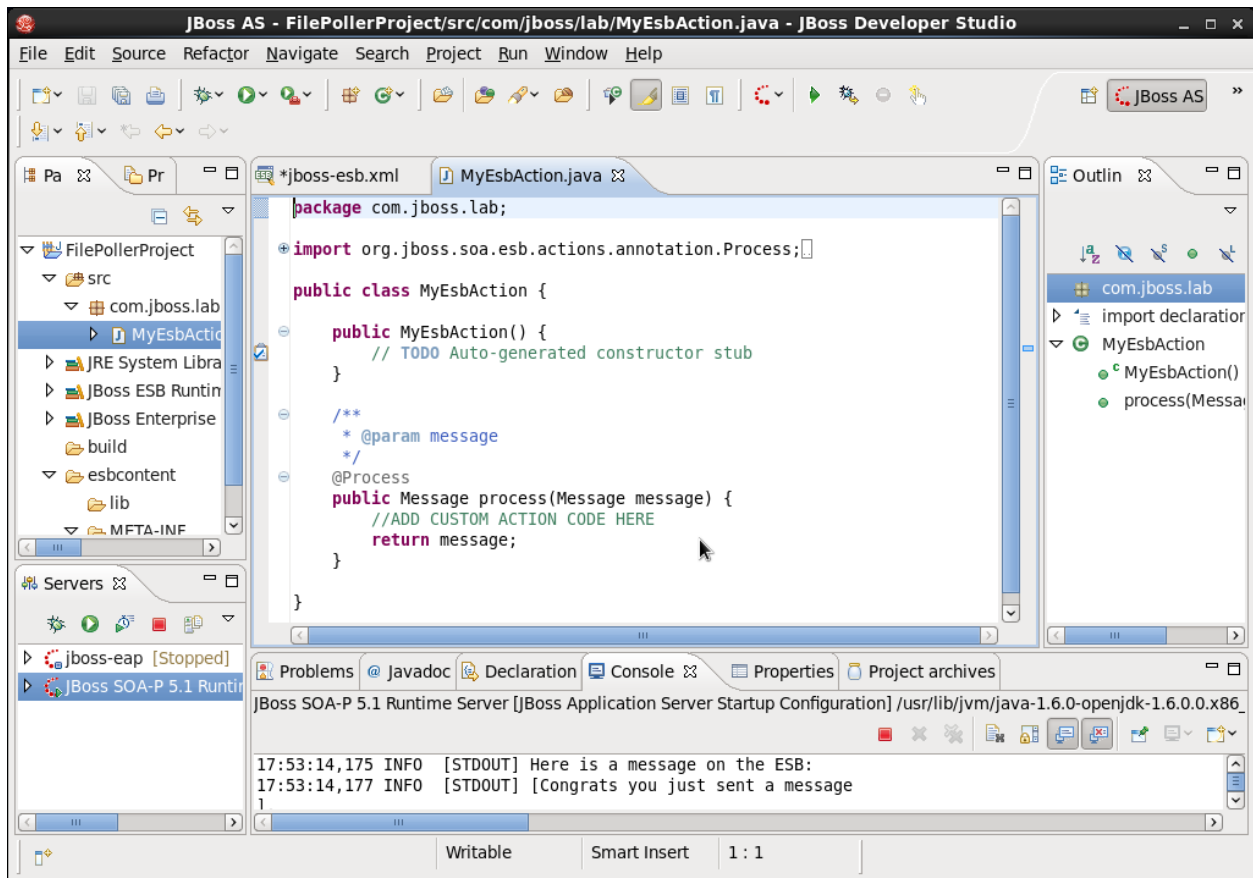 JBoss AS - FilePollerProject/src/com/jboss/lab/MyEsbAction.java - JBoss Developer Studio
File Edit Source Refactor Navigate Search Project Run Window Help
JBoss AS
Pa
Pr
FilePollerProject
src
com.jboss.lab
MyEsbActio
JRE System Libra
JBoss ESB Runtin
JBoss Enterprise
build
esbcontent
lib
META-INF
Servers
jboss-eap [Stopped]
JBoss SOA-P 5.1 Runtin
*jboss-esb.xml
MyEsbAction.java
package com.jboss.lab;
import org.jboss.soa.esb.actions.annotation.Process;
public class MyEsbAction {
public MyEsbAction() {
// TODO Auto-generated constructor stub
}
/**
* @param message
*/
@Process
public Message process(Message message) {
//ADD CUSTOM ACTION CODE HERE
return message;
}
}
Outlin
com.jboss.lab
import declaration
MyEsbAction
MyEsbAction()
process(Messag
Problems @ Javadoc Declaration Console Properties Project archives
JBoss SOA-P 5.1 Runtime Server [JBoss Application Server Startup Configuration] /usr/lib/jvm/java-1.6.0-openjdk-1.6.0.0.x86_
17:53:14,175 INFO [STDOUT] Here is a message on the ESB:
17:53:14,177 INFO [STDOUT] [Congrats you just sent a message
].
Writable Smart Insert 1 : 1